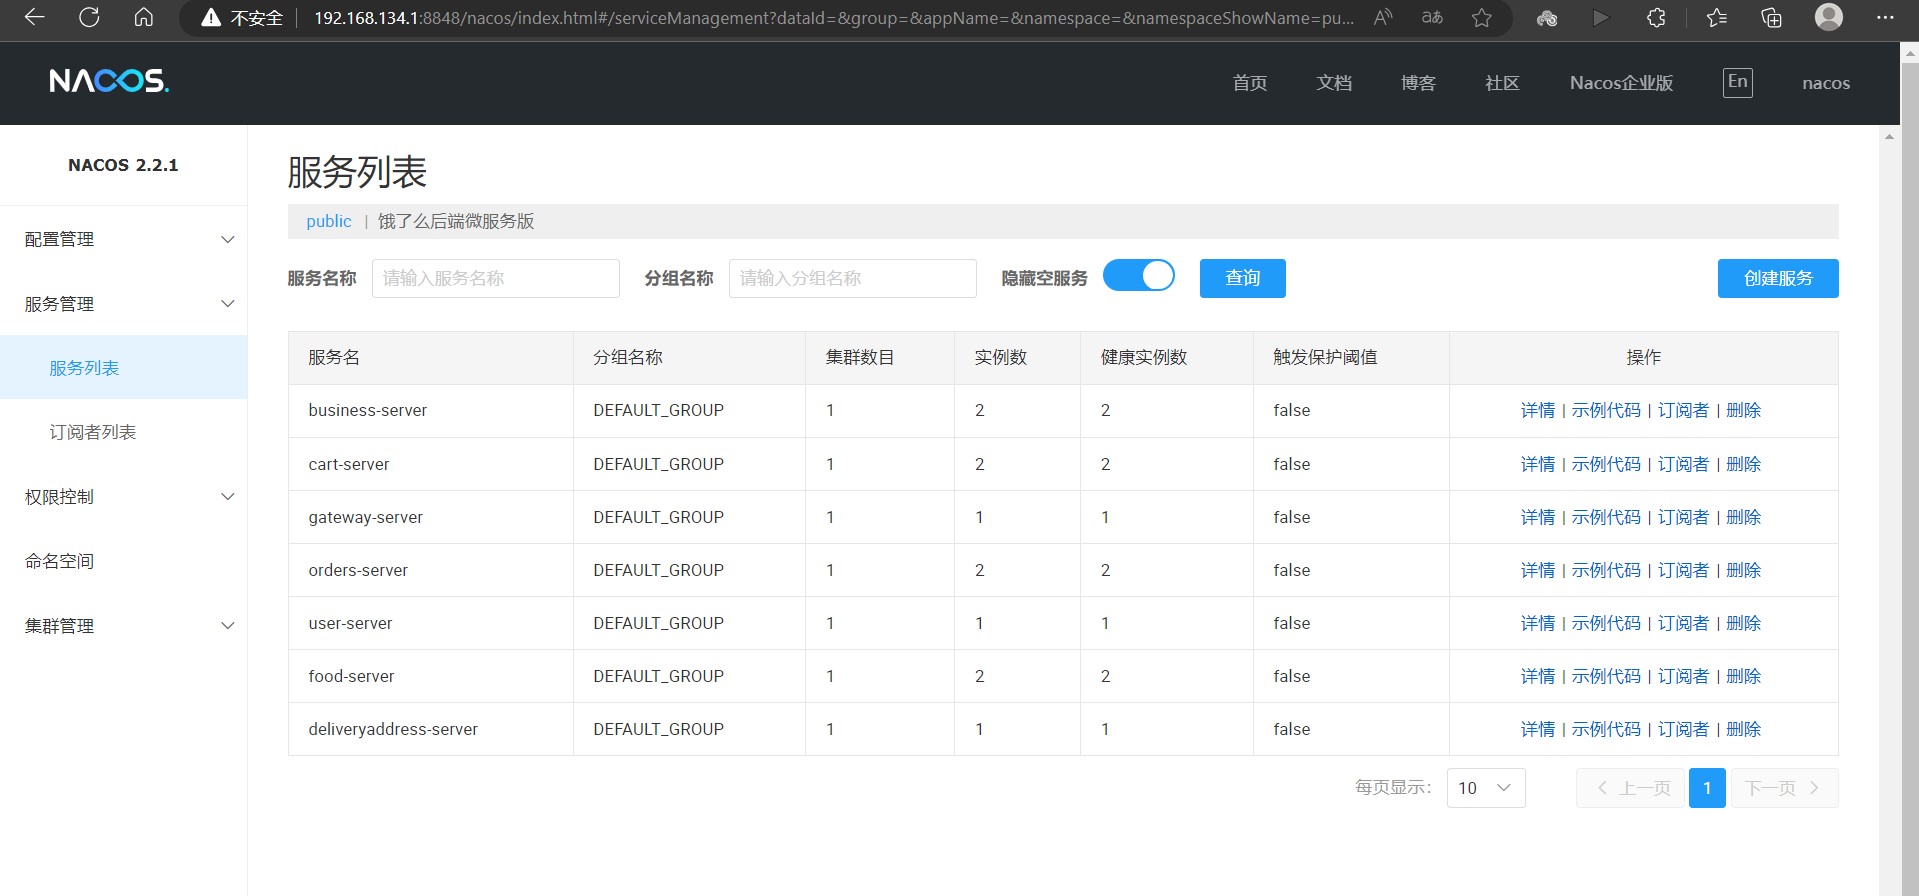 不安全 | 192.168.134.1:8848/nacos/index.html#/serviceManagement?dataId=&group=&appName=&namespace=&namespaceShowName=pu...
NACOS.
首页 文档 博客 社区 Nacos企业版 En nacos
NACOS 2.2.1
配置管理
服务管理
服务列表
订阅者列表
权限控制
命名空间
集群管理
服务列表
public | 饿了么后端微服务版
服务名称 请输入服务名称 分组名称 请输入分组名称 隐藏空服务 查询 创建服务
服务名 分组名称 集群数目 实例数 健康实例数 触发保护阈值 操作
business-server DEFAULT_GROUP 1 2 2 false 详情 | 示例代码 | 订阅者 | 删除
cart-server DEFAULT_GROUP 1 2 2 false 详情 | 示例代码 | 订阅者 | 删除
gateway-server DEFAULT_GROUP 1 1 1 false 详情 | 示例代码 | 订阅者 | 删除
orders-server DEFAULT_GROUP 1 2 2 false 详情 | 示例代码 | 订阅者 | 删除
user-server DEFAULT_GROUP 1 1 1 false 详情 | 示例代码 | 订阅者 | 删除
food-server DEFAULT_GROUP 1 2 2 false 详情 | 示例代码 | 订阅者 | 删除
deliveryaddress-server DEFAULT_GROUP 1 1 1 false 详情 | 示例代码 | 订阅者 | 删除
每页显示: 10 上一页 1 下一页